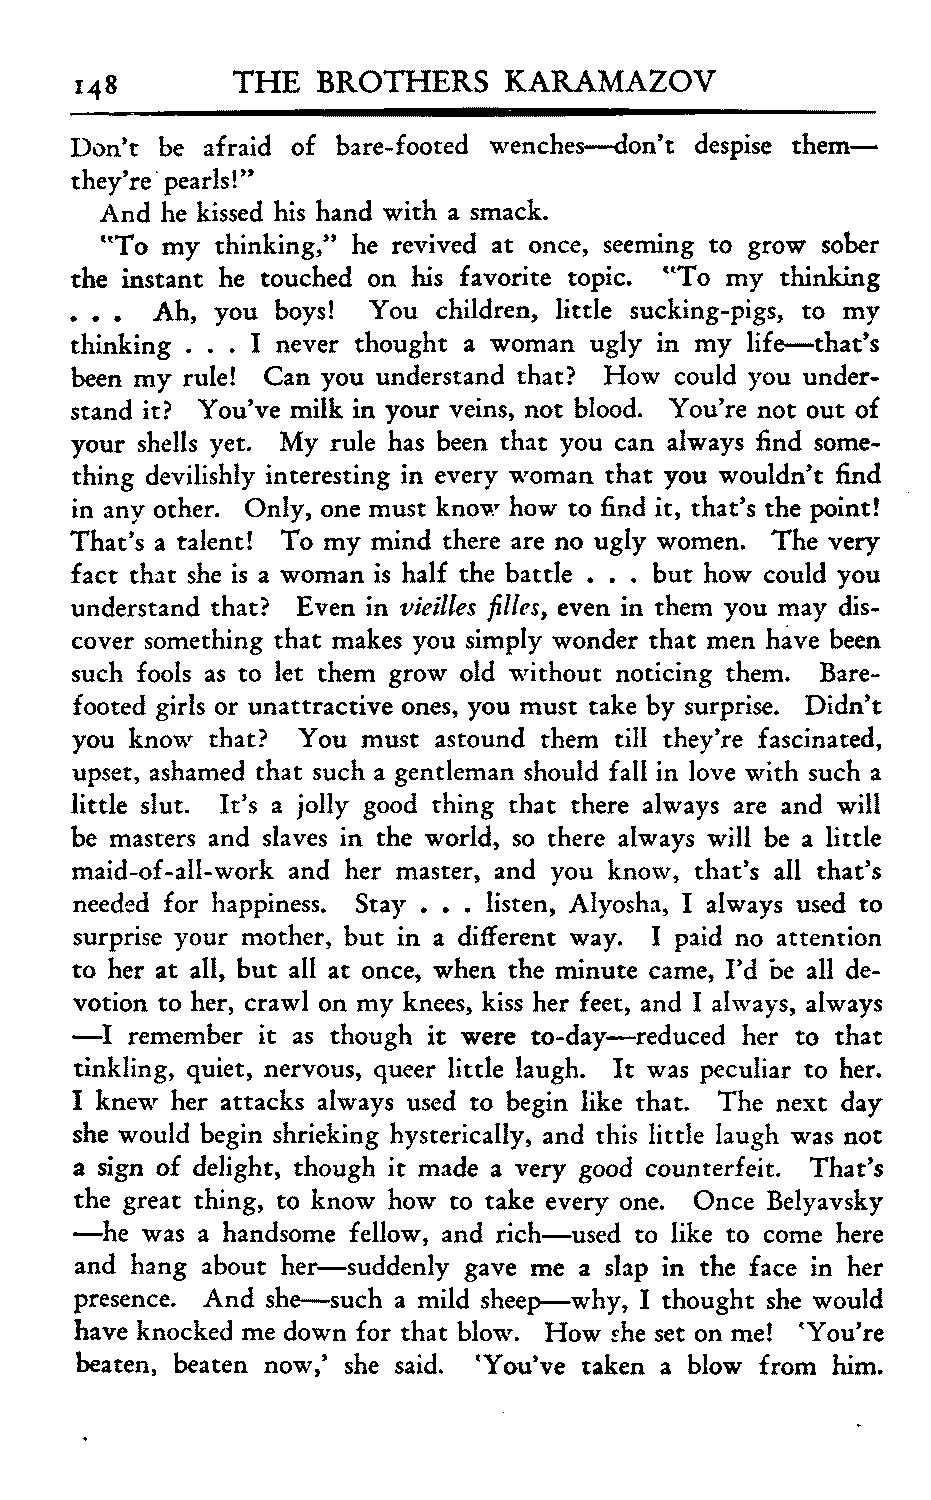 148 THE BROTHERS KARAMAZOV
Don't be afraid of bare-footed wenches—don't despise them—
they're pearls!"
And he kissed his hand with a smack.
"To my thinking," he revived at once, seeming to grow sober
the instant he touched on his favorite topic. "To my thinking
. . . Ah, you boys! You children, little sucking-pigs, to my
thinking . . . I never thought a woman ugly in my life—that's
been my rule! Can you understand that? How could you under-
stand it? You've milk in your veins, not blood. You're not out of
your shells yet. My rule has been that you can always find some-
thing devilishly interesting in every woman that you wouldn't find
in any other. Only, one must know how to find it, that's the point!
That's a talent! To my mind there are no ugly women. The very
fact that she is a woman is half the battle . . . but how could you
understand that? Even in vieilles filles, even in them you may dis-
cover something that makes you simply wonder that men have been
such fools as to let them grow old without noticing them. Bare-
footed girls or unattractive ones, you must take by surprise. Didn't
you know that? You must astound them till they're fascinated,
upset, ashamed that such a gentleman should fall in love with such a
little slut. It's a jolly good thing that there always are and will
be masters and slaves in the world, so there always will be a little
maid-of-all-work and her master, and you know, that's all that's
needed for happiness. Stay . . . listen, Alyosha, I always used to
surprise your mother, but in a different way. I paid no attention
to her at all, but all at once, when the minute came, I'd be all de-
votion to her, crawl on my knees, kiss her feet, and I always, always
—I remember it as though it were to-day—reduced her to that
tinkling, quiet, nervous, queer little laugh. It was peculiar to her.
I knew her attacks always used to begin like that. The next day
she would begin shrieking hysterically, and this little laugh was not
a sign of delight, though it made a very good counterfeit. That's
the great thing, to know how to take every one. Once Belyavsky
—he was a handsome fellow, and rich—used to like to come here
and hang about her—suddenly gave me a slap in the face in her
presence. And she—such a mild sheep—why, I thought she would
have knocked me down for that blow. How she set on me! 'You're
beaten, beaten now,' she said. 'You've taken a blow from him.